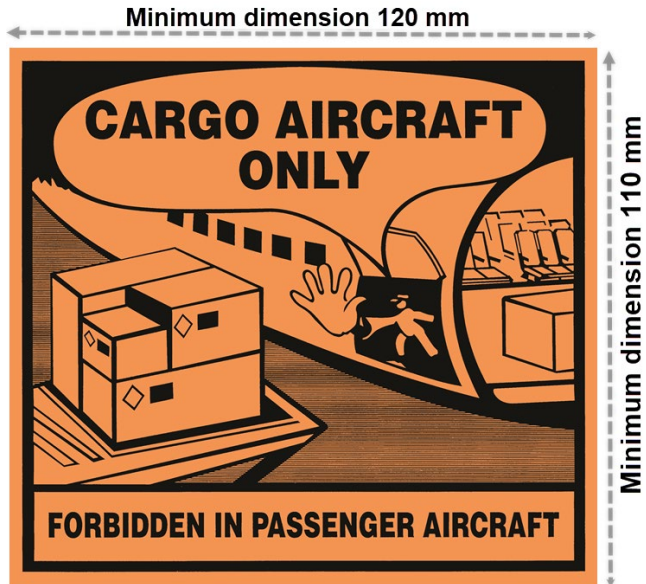 Minimum dimension 120 mm
CARGO AIRCRAFT
ONLY
FORBIDDEN IN PASSENGER AIRCRAFT
Minimum dimension 110 mm